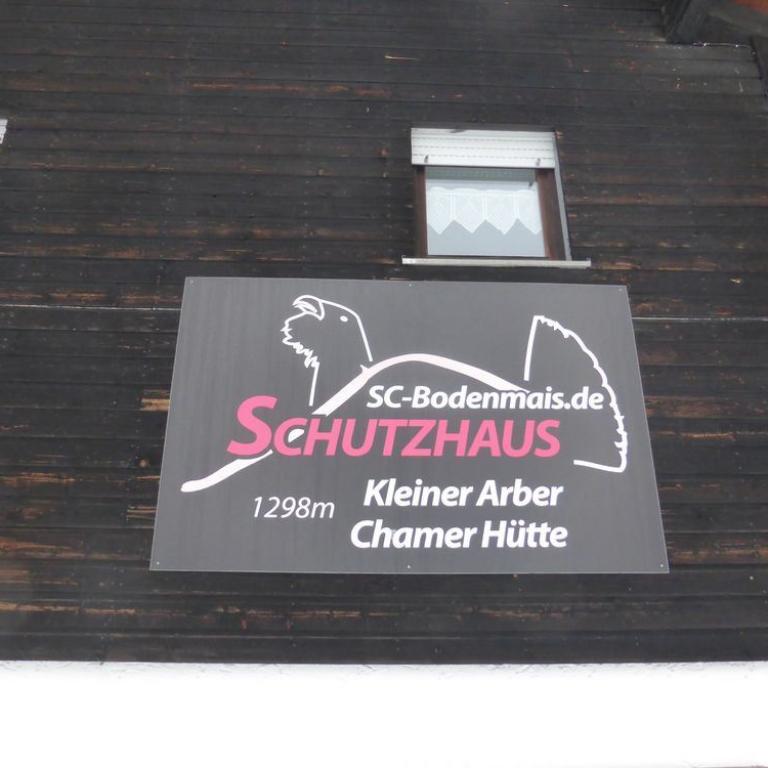 SC-Bodenmais.de
SCHUTZHAUS
1298m
Kleiner Arber
Chamer Hütte